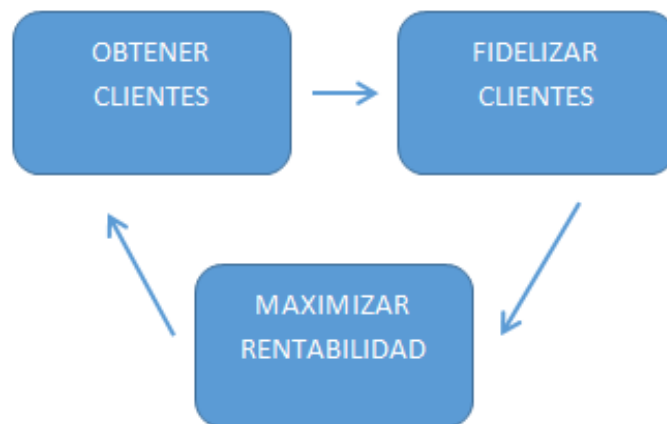 OBTENER
CLIENTES
FIDELIZAR
CLIENTES
MAXIMIZAR
RENTABILIDAD